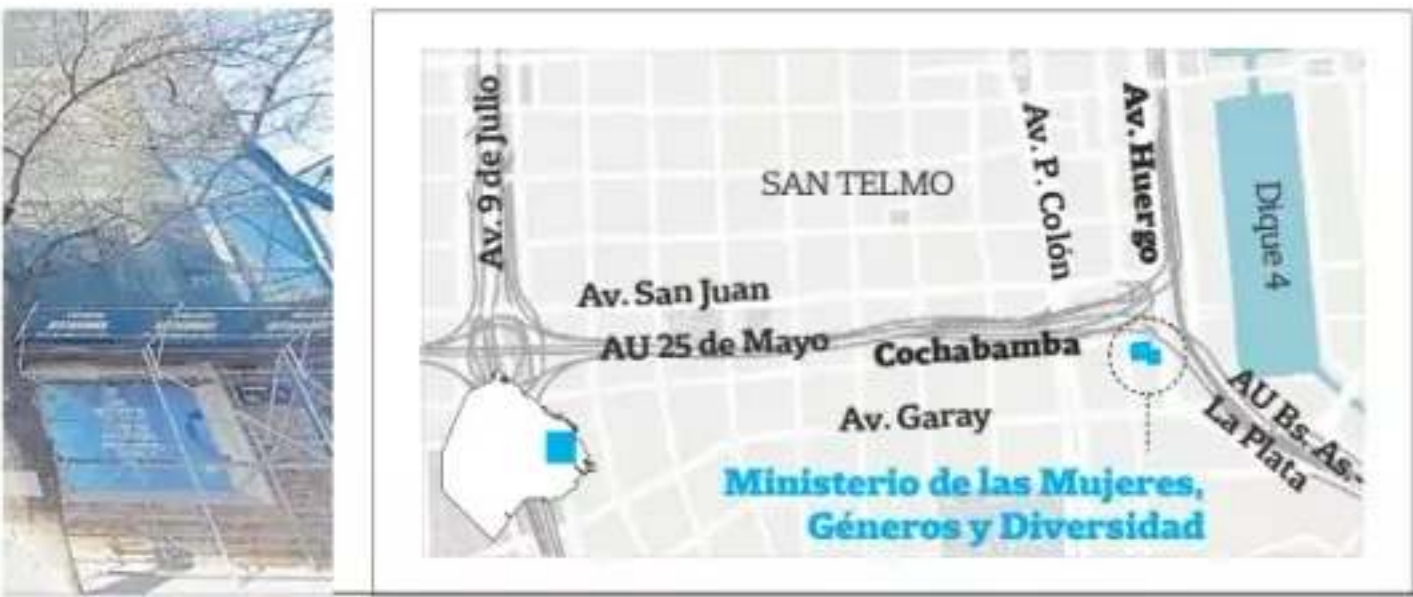 Av. 9 de Julio
SAN TELMO
Av. P. Colón
Av. Huergo
Dique 4
Av. San Juan
AU 25 de Mayo
Cochabamba
Av. Garay
AU Bs. As.-
La Plata
Ministerio de las Mujeres,
Géneros y Diversidad